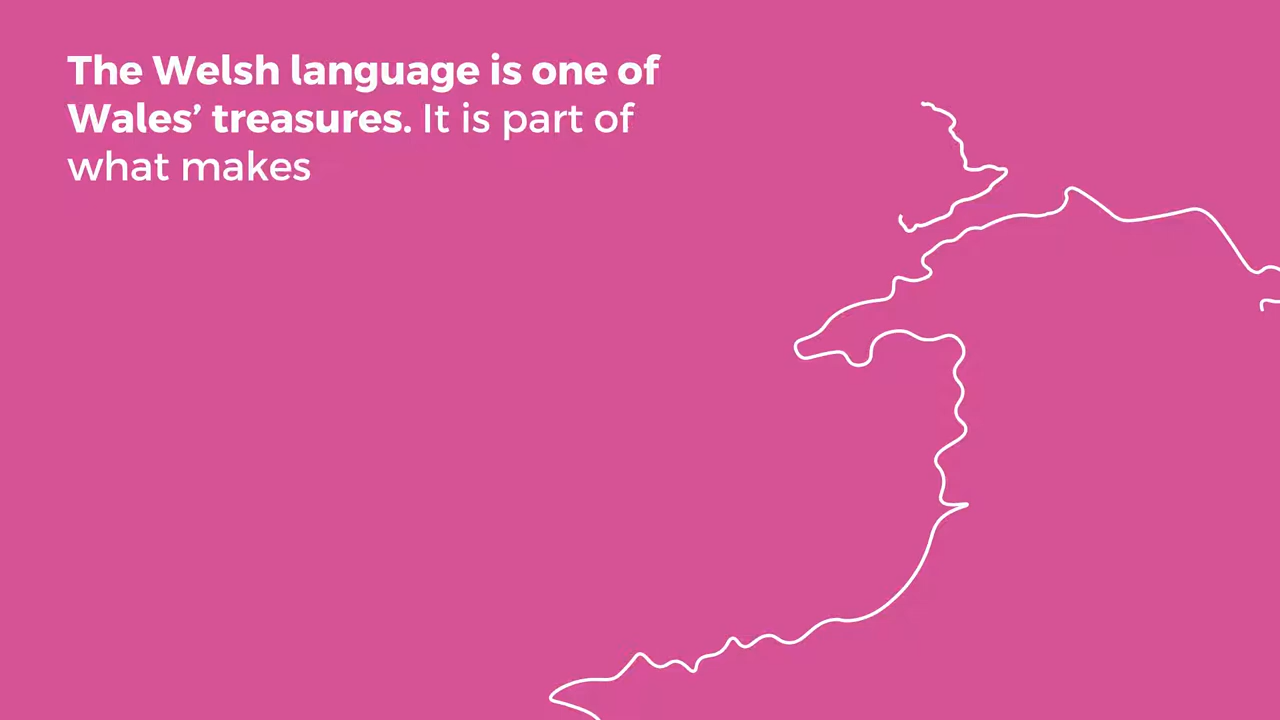 The Welsh language is one of
Wales’ treasures. It is part of
what makes